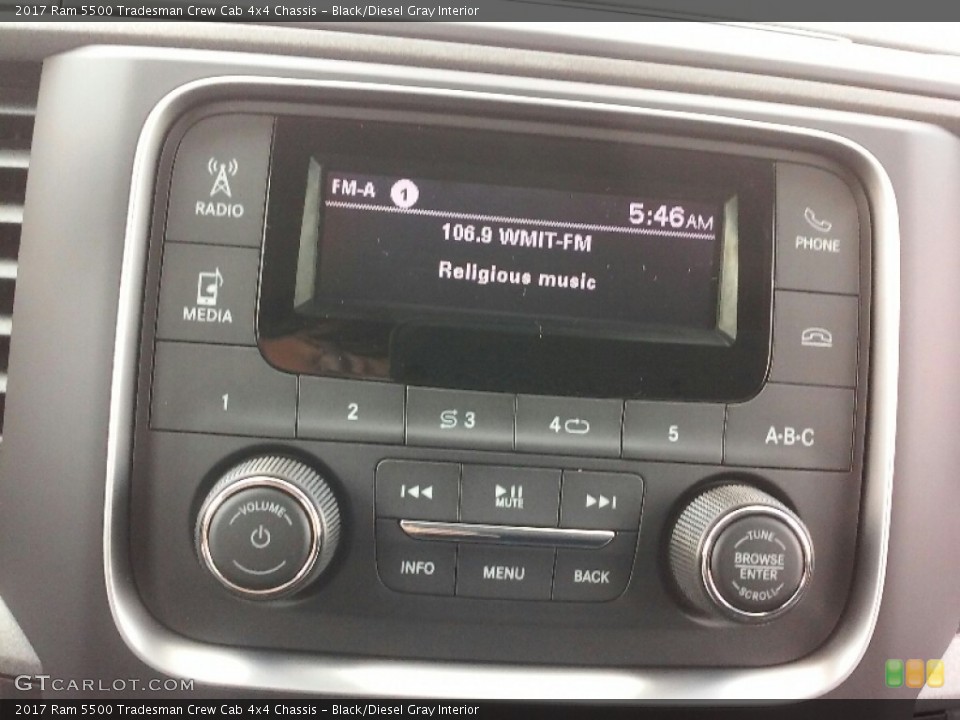 2017 Ram 5500 Tradesman Crew Cab 4x4 Chassis - Black/Diesel Gray Interior
RADIO
FM-A 1
5:46AM
106.9 WMIT-FM
Religious music
PHONE
MEDIA
1
2
3
4
5
A·B·C
VOLUME
MUTE
INFO
MENU
BACK
TUNE
BROWSE
ENTER
SCROLL
GTCARLOT.COM
2017 Ram 5500 Tradesman Crew Cab 4x4 Chassis - Black/Diesel Gray Interior